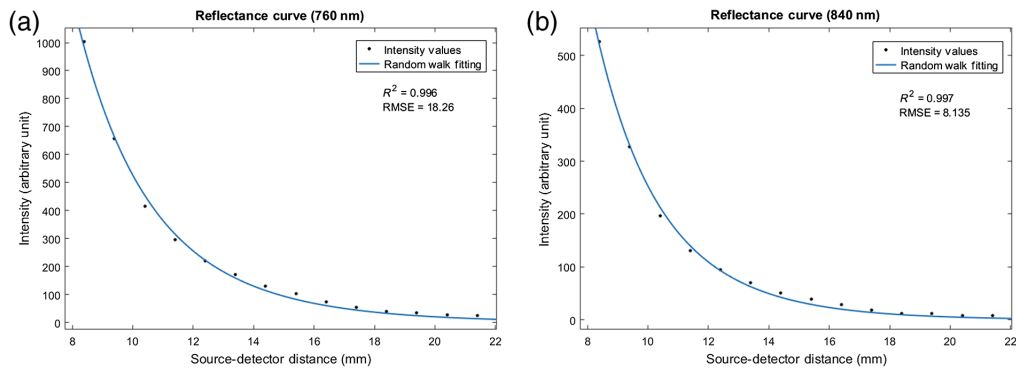 (a)
Reflectance curve (760 nm)
Intensity values
Random walk fitting
R² = 0.996
RMSE = 18.26
1000
900
800
700
600
500
400
300
200
100
0
Intensity (arbitrary unit)
8 10 12 14 16 18 20 22
Source-detector distance (mm)
(b)
Reflectance curve (840 nm)
Intensity values
Random walk fitting
R² = 0.997
RMSE = 8.135
500
400
300
200
100
0
Intensity (arbitrary unit)
8 10 12 14 16 18 20 22
Source-detector distance (mm)